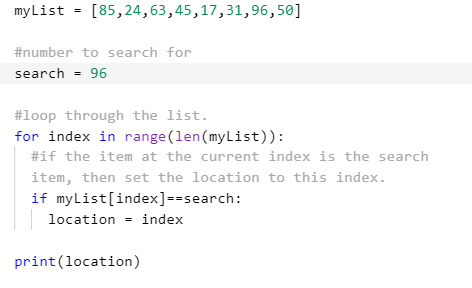 myList = [85,24,63,45,17,31,96,50]
#number to search for
search = 96
#loop through the list.
for index in range(len(myList)):
#if the item at the current index is the search
item, then set the location to this index.
if myList[index]==search:
location = index
print(location)